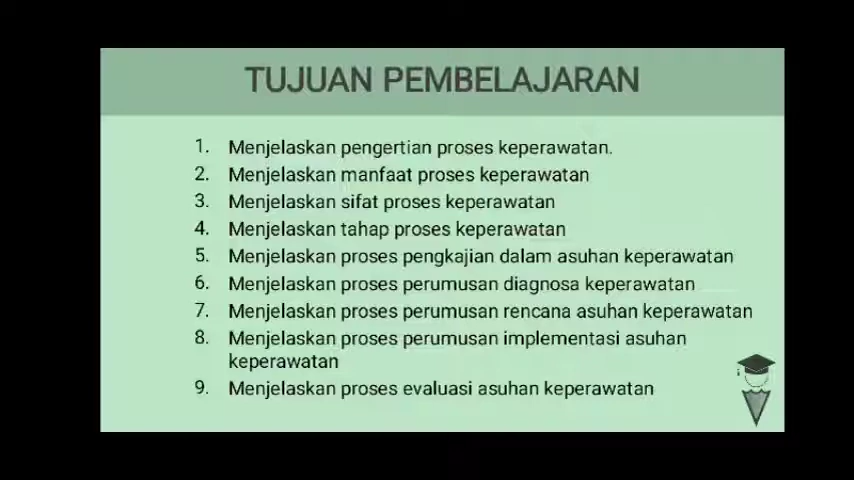 TUJUAN PEMBELAJARAN
1. Menjelaskan pengertian proses keperawatan.
2. Menjelaskan manfaat proses keperawatan
3. Menjelaskan sifat proses keperawatan
4. Menjelaskan tahap proses keperawatan
5. Menjelaskan proses pengkajian dalam asuhan keperawatan
6. Menjelaskan proses perumusan diagnosa keperawatan
7. Menjelaskan proses perumusan rencana asuhan keperawatan
8. Menjelaskan proses perumusan implementasi asuhan
keperawatan
9. Menjelaskan proses evaluasi asuhan keperawatan